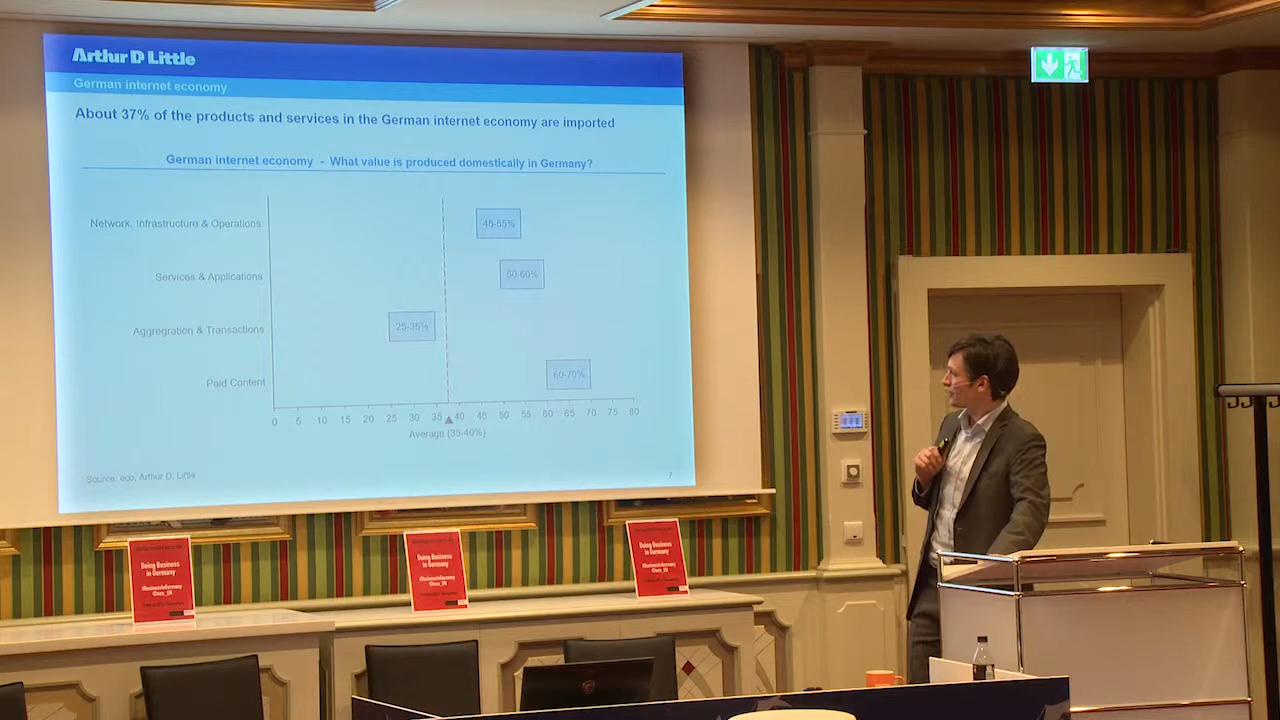 Arthur D Little
German internet economy
About 37% of the products and services in the German internet economy are imported
German internet economy - What value is produced domestically in Germany?
Network, Infrastructure & Operations
45-55%
Services & Applications
50-60%
Aggregration & Transactions
25-35%
Paid Content
60-70%
0 5 10 15 20 25 30 35 40 45 50 55 60 65 70 75 80
Average (35-40%)
Source: eco, Arthur D. Little
7
Doing Business
in Germany
Doing Business
in Germany
Doing Business
in Germany